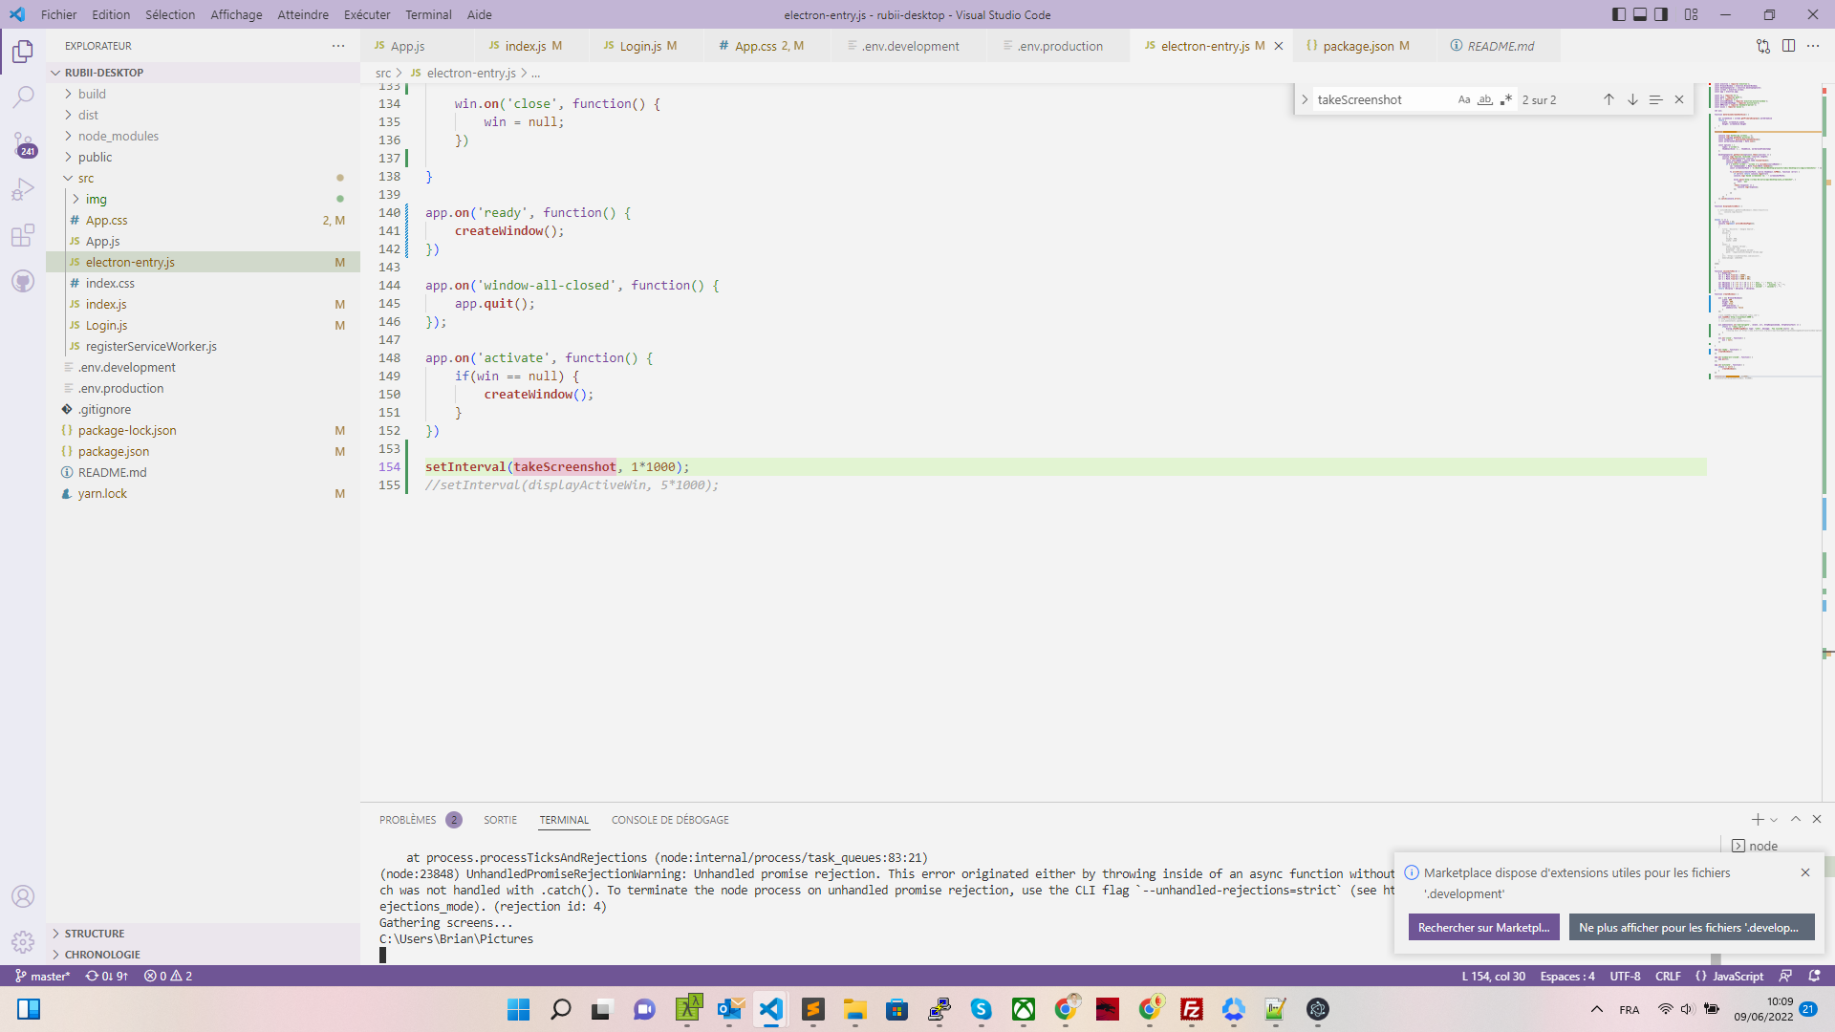 Fichier Edition Sélection Affichage Atteindre Exécuter Terminal Aide
electron-entry.js - rubii-desktop - Visual Studio Code
EXPLORATEUR
RUBII-DESKTOP
build
dist
node_modules
public
src
img
App.css 2, M
App.js
electron-entry.js M
index.css
index.js M
Login.js M
registerServiceWorker.js
.env.development
.env.production
.gitignore
package-lock.json M
package.json M
README.md
yarn.lock M
STRUCTURE
CHRONOLOGIE
241
App.js index.js M Login.js M App.css 2, M .env.development .env.production electron-entry.js M package.json M README.md
src > electron-entry.js > ...
takeScreenshot Aa ab 2 sur 2
133
134 win.on('close', function() {
135 win = null;
136 })
137
138 }
139
140 app.on('ready', function() {
141 createWindow();
142 })
143
144 app.on('window-all-closed', function() {
145 app.quit();
146 });
147
148 app.on('activate', function() {
149 if(win == null) {
150 createWindow();
151 }
152 })
153
154 setInterval(takeScreenshot, 1*1000);
155 //setInterval(displayActiveWin, 5*1000);
PROBLÈMES 2 SORTIE TERMINAL CONSOLE DE DÉBOGAGE
node
at process.processTicksAndRejections (node:internal/process/task_queues:83:21)
(node:23848) UnhandledPromiseRejectionWarning: Unhandled promise rejection. This error originated either by throwing inside of an async function without
ch was not handled with .catch(). To terminate the node process on unhandled promise rejection, use the CLI flag `--unhandled-rejections=strict` (see ht
ejections_mode). (rejection id: 4)
Gathering screens...
C:\Users\Brian\Pictures
Marketplace dispose d'extensions utiles pour les fichiers
'.development'
Rechercher sur Marketpl... Ne plus afficher pour les fichiers '.develop...
master* 0↓ 9↑ 0 2
L 154, col 30 Espaces : 4 UTF-8 CRLF JavaScript
FRA
10:09
09/06/2022
21